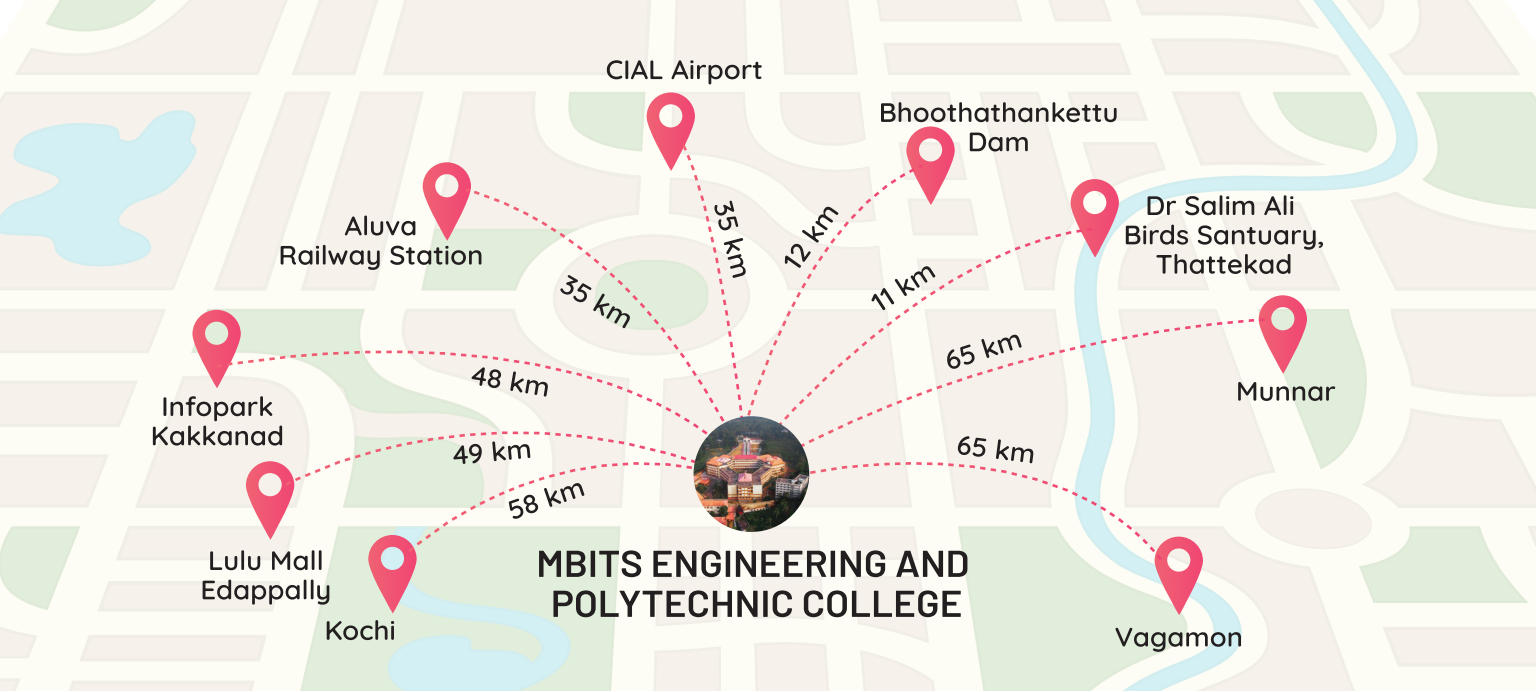 CIAL Airport
Bhoothathankettu
Dam
Aluva
Railway Station
Dr Salim Ali
Birds Santuary,
Thattekad
35 km
35 km
12 km
11 km
65 km
Munnar
Infopark
Kakkanad
48 km
49 km
58 km
65 km
Lulu Mall
Edappally
Kochi
MBITS ENGINEERING AND
POLYTECHNIC COLLEGE
Vagamon